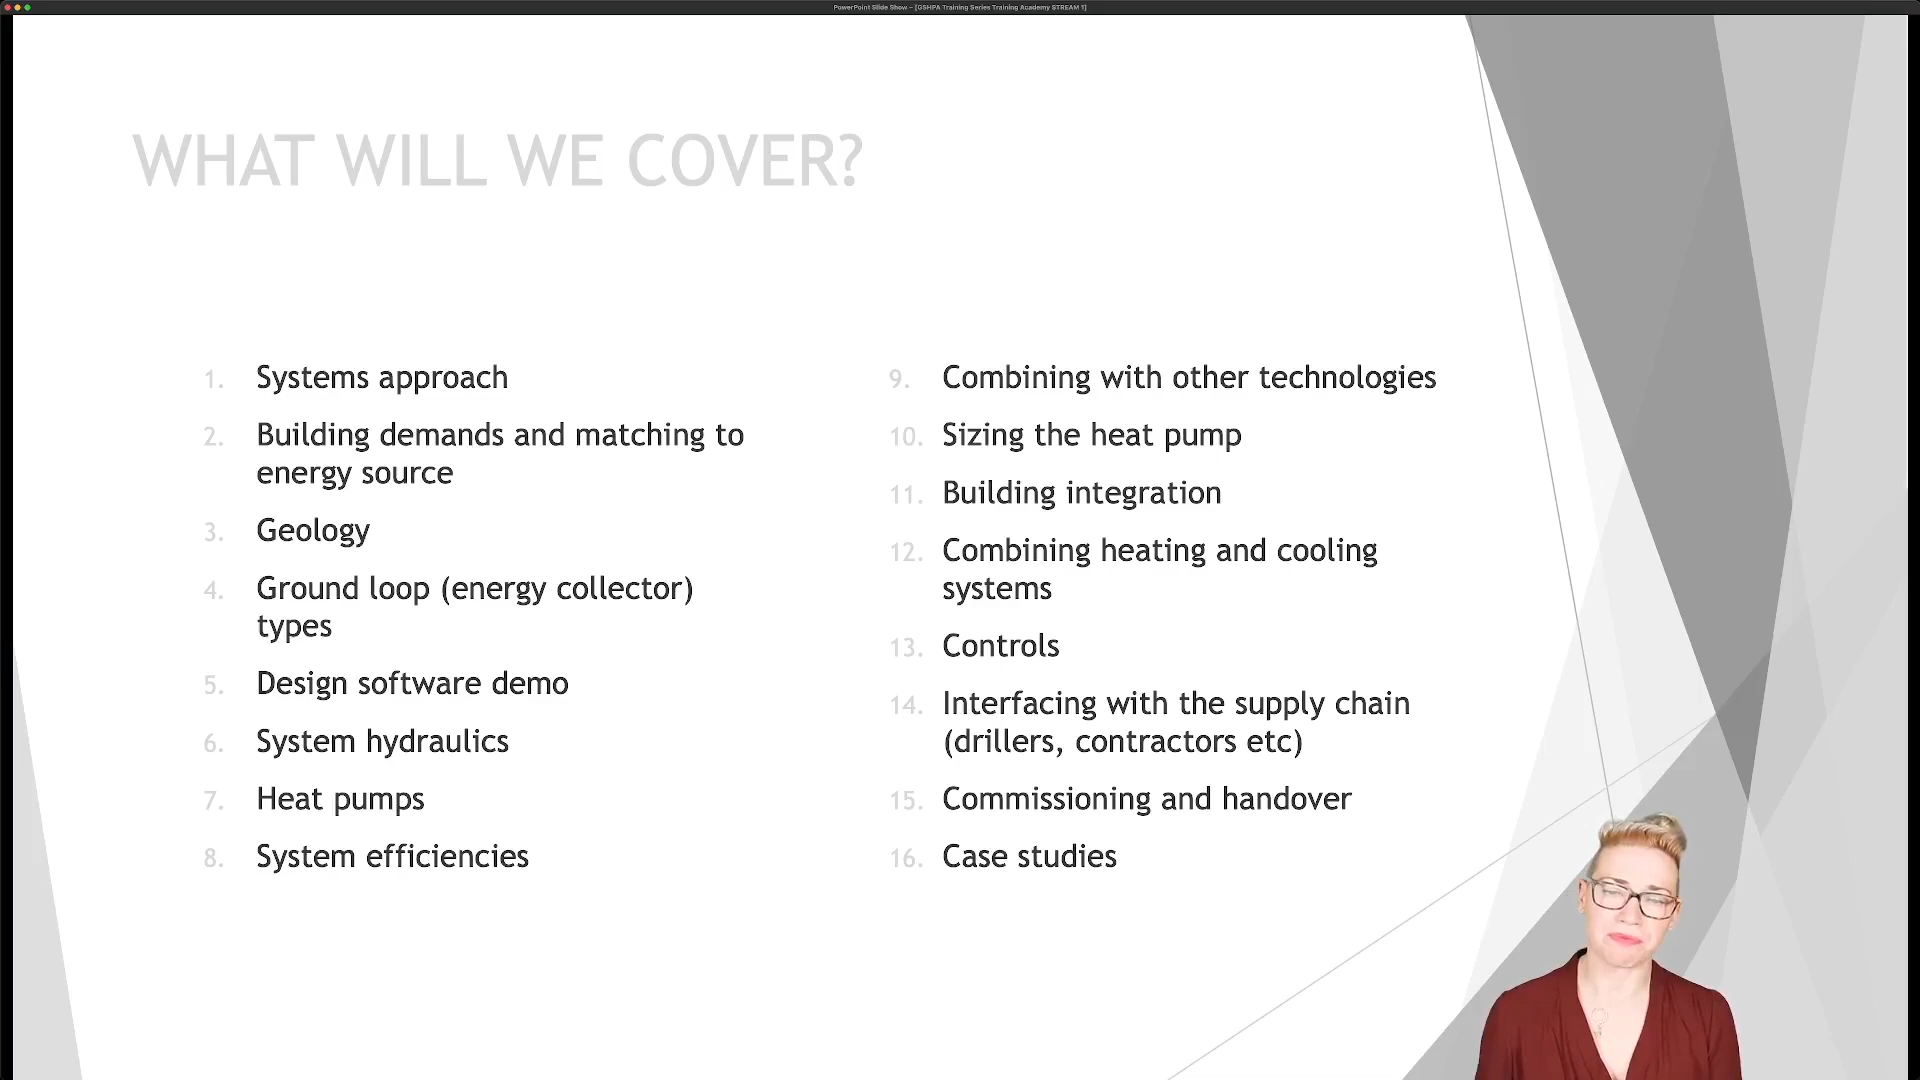 PowerPoint Slide Show – [GSHPA Training Series Training Academy STREAM 1]
WHAT WILL WE COVER?
1. Systems approach
2. Building demands and matching to
energy source
3. Geology
4. Ground loop (energy collector)
types
5. Design software demo
6. System hydraulics
7. Heat pumps
8. System efficiencies
9. Combining with other technologies
10. Sizing the heat pump
11. Building integration
12. Combining heating and cooling
systems
13. Controls
14. Interfacing with the supply chain
(drillers, contractors etc)
15. Commissioning and handover
16. Case studies